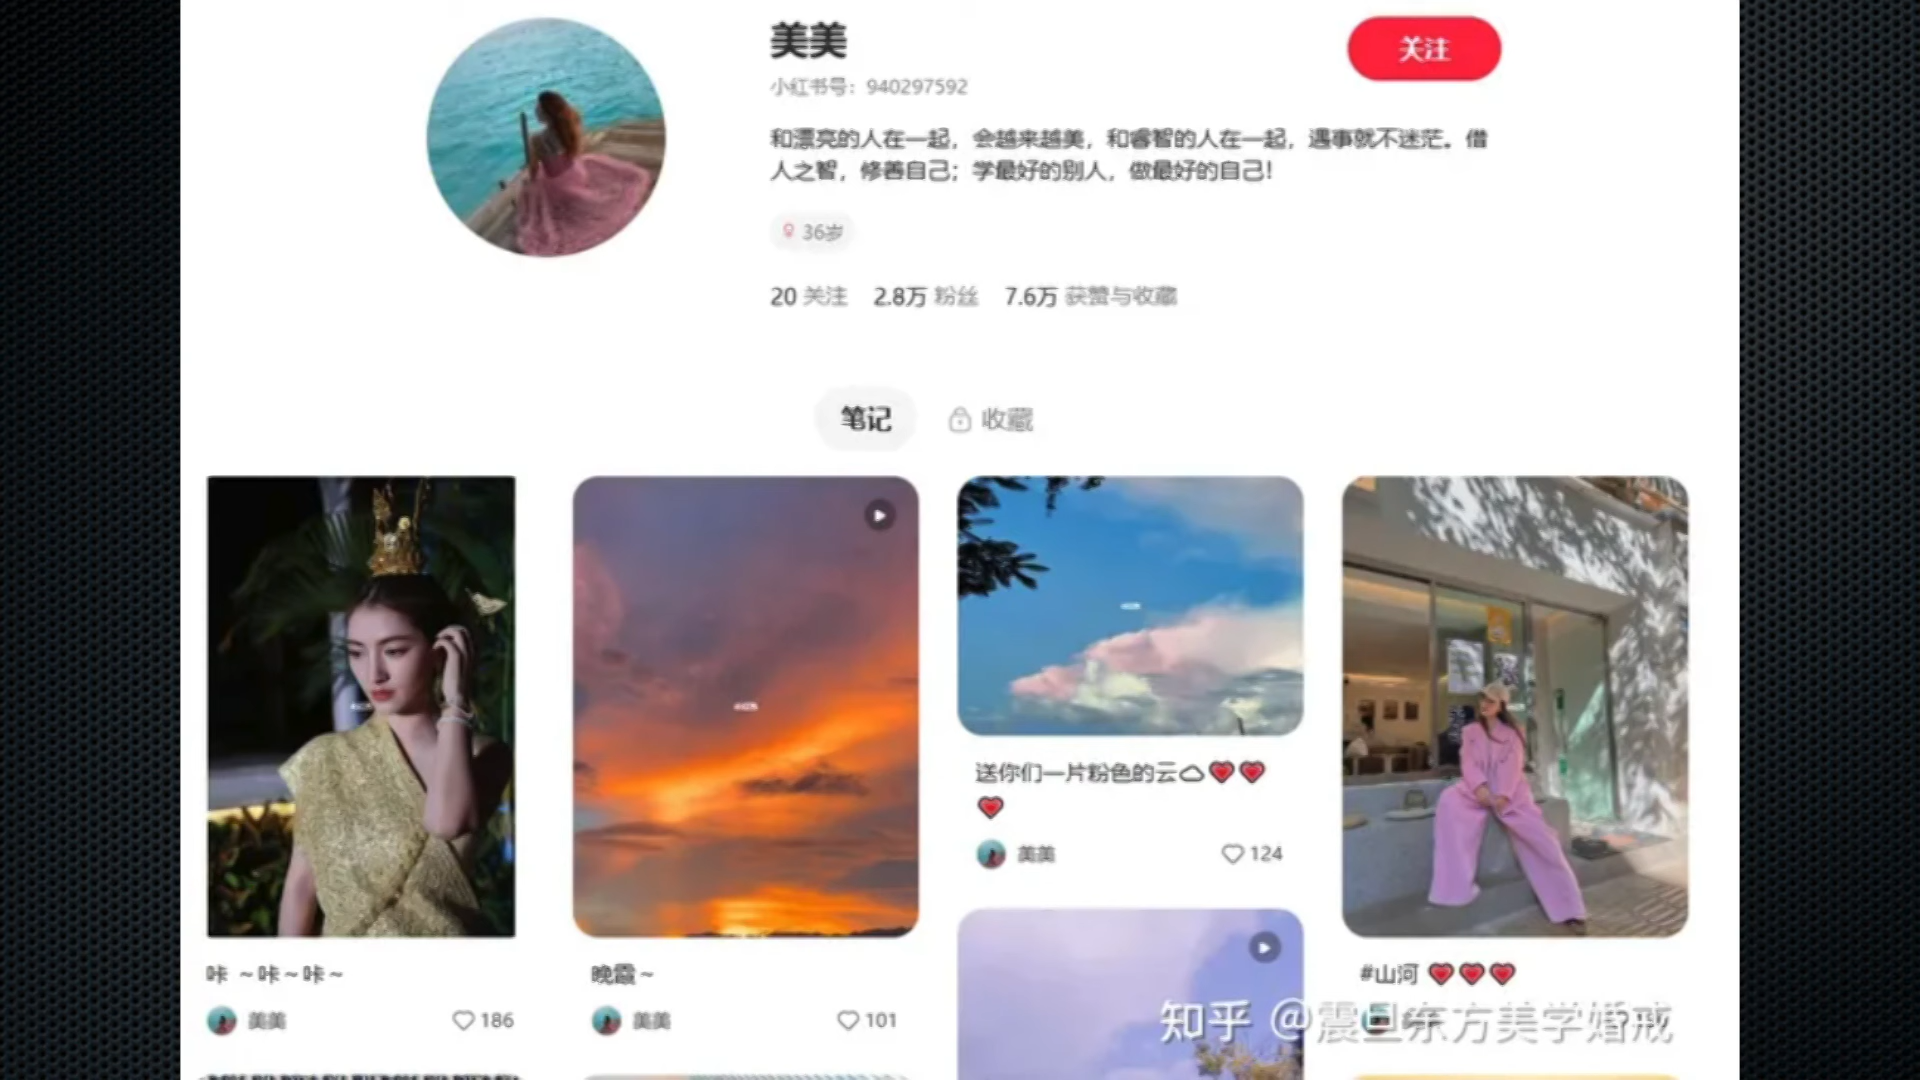 美美
关注
小红书号：940297592
和漂亮的人在一起，会越来越美，和睿智的人在一起，遇事就不迷茫。借
人之智，修善自己；学最好的别人，做最好的自己！
36岁
20 关注 2.8万 粉丝 7.6万 获赞与收藏
笔记 收藏
送你们一片粉色的云
美美 124
咔 ~咔~咔~
美美 186
晚霞~
美美 101
#山河
知乎 @震旦东方美学婚戒